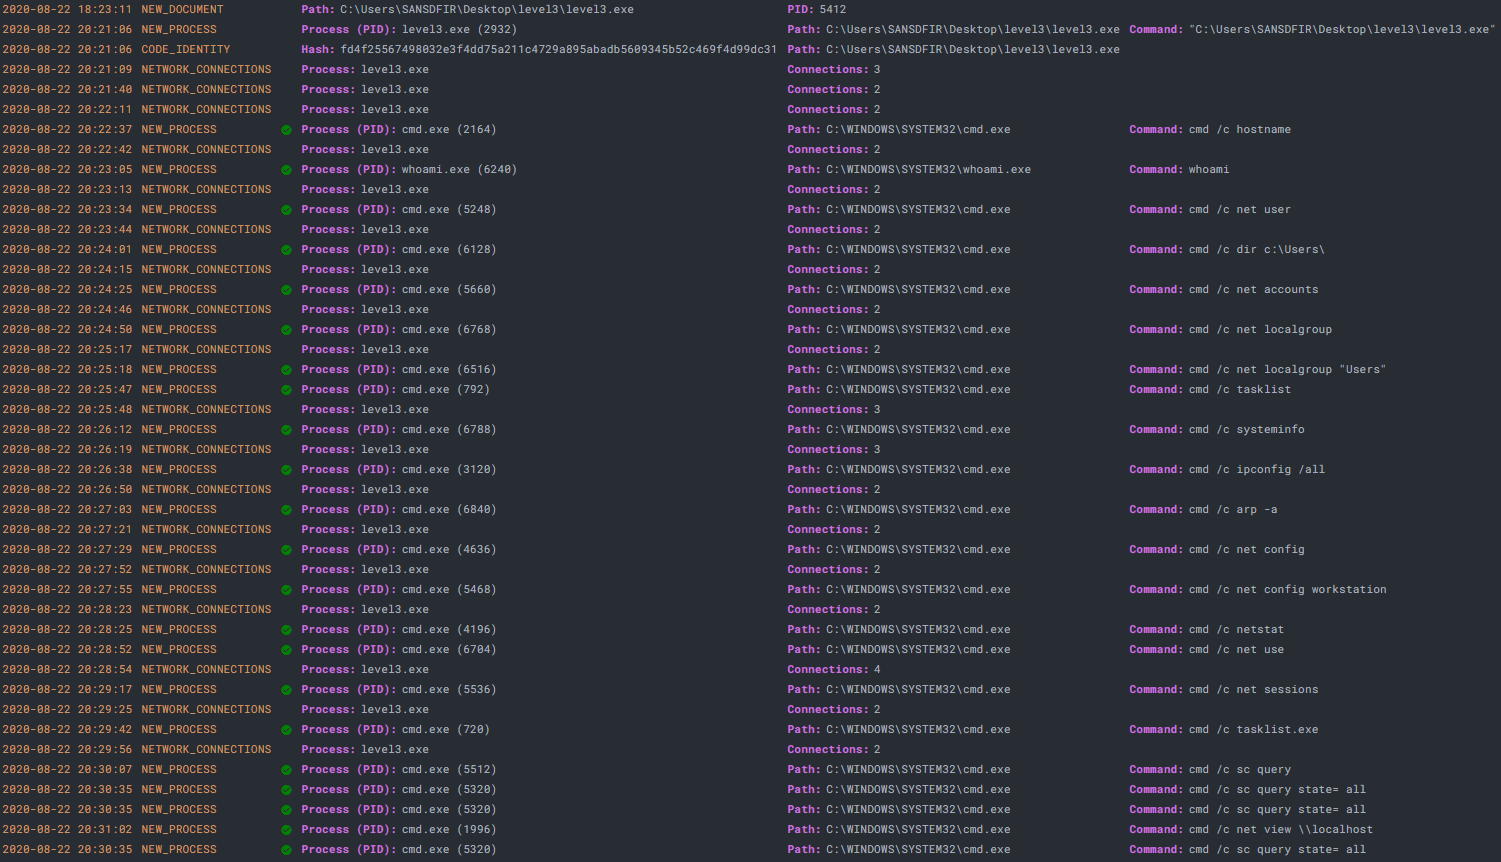 2020-08-22 18:23:11 NEW_DOCUMENT Path: C:\Users\SANSDFIR\Desktop\level3\level3.exe PID: 5412
2020-08-22 20:21:06 NEW_PROCESS Process (PID): level3.exe (2932) Path: C:\Users\SANSDFIR\Desktop\level3\level3.exe Command: "C:\Users\SANSDFIR\Desktop\level3\level3.exe"
2020-08-22 20:21:06 CODE_IDENTITY Hash: fd4f25567498032e3f4dd75a211c4729a895abadb5609345b52c469f4d99dc31 Path: C:\Users\SANSDFIR\Desktop\level3\level3.exe
2020-08-22 20:21:09 NETWORK_CONNECTIONS Process: level3.exe Connections: 3
2020-08-22 20:21:40 NETWORK_CONNECTIONS Process: level3.exe Connections: 2
2020-08-22 20:22:11 NETWORK_CONNECTIONS Process: level3.exe Connections: 2
2020-08-22 20:22:37 NEW_PROCESS Process (PID): cmd.exe (2164) Path: C:\WINDOWS\SYSTEM32\cmd.exe Command: cmd /c hostname
2020-08-22 20:22:42 NETWORK_CONNECTIONS Process: level3.exe Connections: 2
2020-08-22 20:23:05 NEW_PROCESS Process (PID): whoami.exe (6240) Path: C:\WINDOWS\SYSTEM32\whoami.exe Command: whoami
2020-08-22 20:23:13 NETWORK_CONNECTIONS Process: level3.exe Connections: 2
2020-08-22 20:23:34 NEW_PROCESS Process (PID): cmd.exe (5248) Path: C:\WINDOWS\SYSTEM32\cmd.exe Command: cmd /c net user
2020-08-22 20:23:44 NETWORK_CONNECTIONS Process: level3.exe Connections: 2
2020-08-22 20:24:01 NEW_PROCESS Process (PID): cmd.exe (6128) Path: C:\WINDOWS\SYSTEM32\cmd.exe Command: cmd /c dir c:\Users\
2020-08-22 20:24:15 NETWORK_CONNECTIONS Process: level3.exe Connections: 2
2020-08-22 20:24:25 NEW_PROCESS Process (PID): cmd.exe (5660) Path: C:\WINDOWS\SYSTEM32\cmd.exe Command: cmd /c net accounts
2020-08-22 20:24:46 NETWORK_CONNECTIONS Process: level3.exe Connections: 2
2020-08-22 20:24:50 NEW_PROCESS Process (PID): cmd.exe (6768) Path: C:\WINDOWS\SYSTEM32\cmd.exe Command: cmd /c net localgroup
2020-08-22 20:25:17 NETWORK_CONNECTIONS Process: level3.exe Connections: 2
2020-08-22 20:25:18 NEW_PROCESS Process (PID): cmd.exe (6516) Path: C:\WINDOWS\SYSTEM32\cmd.exe Command: cmd /c net localgroup "Users"
2020-08-22 20:25:47 NEW_PROCESS Process (PID): cmd.exe (792) Path: C:\WINDOWS\SYSTEM32\cmd.exe Command: cmd /c tasklist
2020-08-22 20:25:48 NETWORK_CONNECTIONS Process: level3.exe Connections: 3
2020-08-22 20:26:12 NEW_PROCESS Process (PID): cmd.exe (6788) Path: C:\WINDOWS\SYSTEM32\cmd.exe Command: cmd /c systeminfo
2020-08-22 20:26:19 NETWORK_CONNECTIONS Process: level3.exe Connections: 3
2020-08-22 20:26:38 NEW_PROCESS Process (PID): cmd.exe (3120) Path: C:\WINDOWS\SYSTEM32\cmd.exe Command: cmd /c ipconfig /all
2020-08-22 20:26:50 NETWORK_CONNECTIONS Process: level3.exe Connections: 2
2020-08-22 20:27:03 NEW_PROCESS Process (PID): cmd.exe (6840) Path: C:\WINDOWS\SYSTEM32\cmd.exe Command: cmd /c arp -a
2020-08-22 20:27:21 NETWORK_CONNECTIONS Process: level3.exe Connections: 2
2020-08-22 20:27:29 NEW_PROCESS Process (PID): cmd.exe (4636) Path: C:\WINDOWS\SYSTEM32\cmd.exe Command: cmd /c net config
2020-08-22 20:27:52 NETWORK_CONNECTIONS Process: level3.exe Connections: 2
2020-08-22 20:27:55 NEW_PROCESS Process (PID): cmd.exe (5468) Path: C:\WINDOWS\SYSTEM32\cmd.exe Command: cmd /c net config workstation
2020-08-22 20:28:23 NETWORK_CONNECTIONS Process: level3.exe Connections: 2
2020-08-22 20:28:25 NEW_PROCESS Process (PID): cmd.exe (4196) Path: C:\WINDOWS\SYSTEM32\cmd.exe Command: cmd /c netstat
2020-08-22 20:28:52 NEW_PROCESS Process (PID): cmd.exe (6704) Path: C:\WINDOWS\SYSTEM32\cmd.exe Command: cmd /c net use
2020-08-22 20:28:54 NETWORK_CONNECTIONS Process: level3.exe Connections: 4
2020-08-22 20:29:17 NEW_PROCESS Process (PID): cmd.exe (5536) Path: C:\WINDOWS\SYSTEM32\cmd.exe Command: cmd /c net sessions
2020-08-22 20:29:25 NETWORK_CONNECTIONS Process: level3.exe Connections: 2
2020-08-22 20:29:42 NEW_PROCESS Process (PID): cmd.exe (720) Path: C:\WINDOWS\SYSTEM32\cmd.exe Command: cmd /c tasklist.exe
2020-08-22 20:29:56 NETWORK_CONNECTIONS Process: level3.exe Connections: 2
2020-08-22 20:30:07 NEW_PROCESS Process (PID): cmd.exe (5512) Path: C:\WINDOWS\SYSTEM32\cmd.exe Command: cmd /c sc query
2020-08-22 20:30:35 NEW_PROCESS Process (PID): cmd.exe (5320) Path: C:\WINDOWS\SYSTEM32\cmd.exe Command: cmd /c sc query state= all
2020-08-22 20:30:35 NEW_PROCESS Process (PID): cmd.exe (5320) Path: C:\WINDOWS\SYSTEM32\cmd.exe Command: cmd /c sc query state= all
2020-08-22 20:31:02 NEW_PROCESS Process (PID): cmd.exe (1996) Path: C:\WINDOWS\SYSTEM32\cmd.exe Command: cmd /c net view \\localhost
2020-08-22 20:30:35 NEW_PROCESS Process (PID): cmd.exe (5320) Path: C:\WINDOWS\SYSTEM32\cmd.exe Command: cmd /c sc query state= all